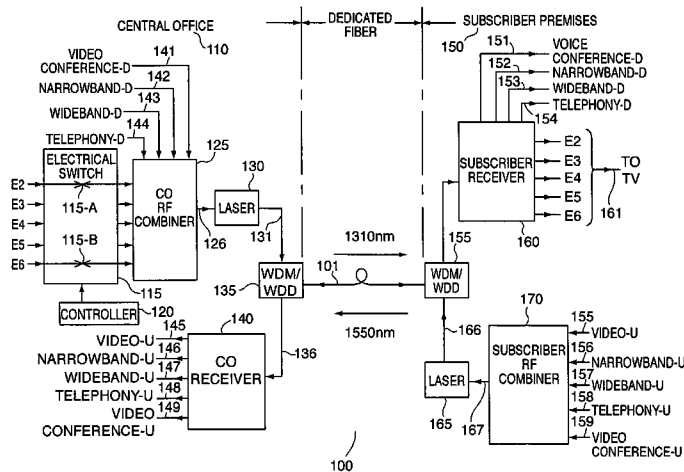 CENTRAL OFFICE
110
DEDICATED
FIBER
SUBSCRIBER PREMISES
150
VIDEO
CONFERENCE-D
141
NARROWBAND-D
142
WIDEBAND-D
143
TELEPHONY-D
144
ELECTRICAL
SWITCH
115-A
115-B
E2
E3
E4
E5
E6
115
CONTROLLER
120
125
CO
RF
COMBINER
126
130
LASER
131
WDM/
WDD
135
136
140
CO
RECEIVER
VIDEO-U
145
NARROWBAND-U
146
WIDEBAND-U
147
TELEPHONY-U
148
VIDEO
CONFERENCE-U
149
1310nm
101
1550nm
151
VOICE
CONFERENCE-D
152
NARROWBAND-D
153
WIDEBAND-D
TELEPHONY-D
154
SUBSCRIBER
RECEIVER
160
E2
E3
E4
E5
E6
TO
TV
161
155
WDM/
WDD
166
LASER
165
167
170
SUBSCRIBER
RF
COMBINER
155
VIDEO-U
156
NARROWBAND-U
157
WIDEBAND-U
158
TELEPHONY-U
159
VIDEO
CONFERENCE-U
100